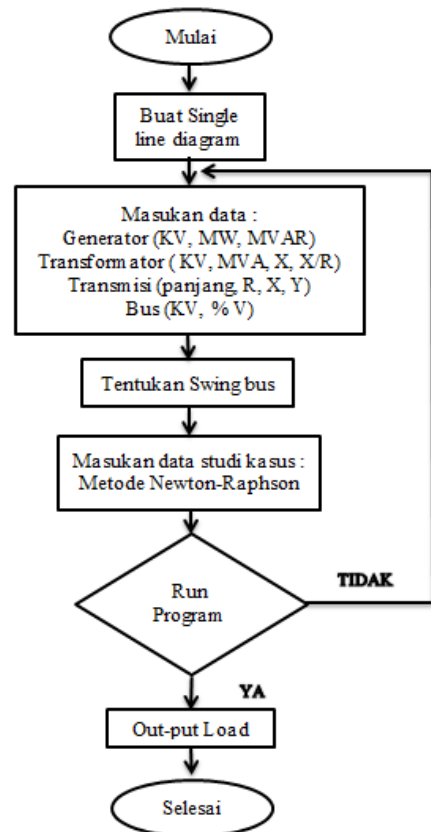 Mulai
Buat Single
line diagram
Masukan data :
Generator (KV, MW, MVAR)
Transformator ( KV, MVA, X, X/R)
Transmisi (panjang, R, X, Y)
Bus (KV, % V)
Tentukan Swing bus
Masukan data studi kasus :
Metode Newton-Raphson
Run
Program
TIDAK
YA
Out-put Load
Selesai